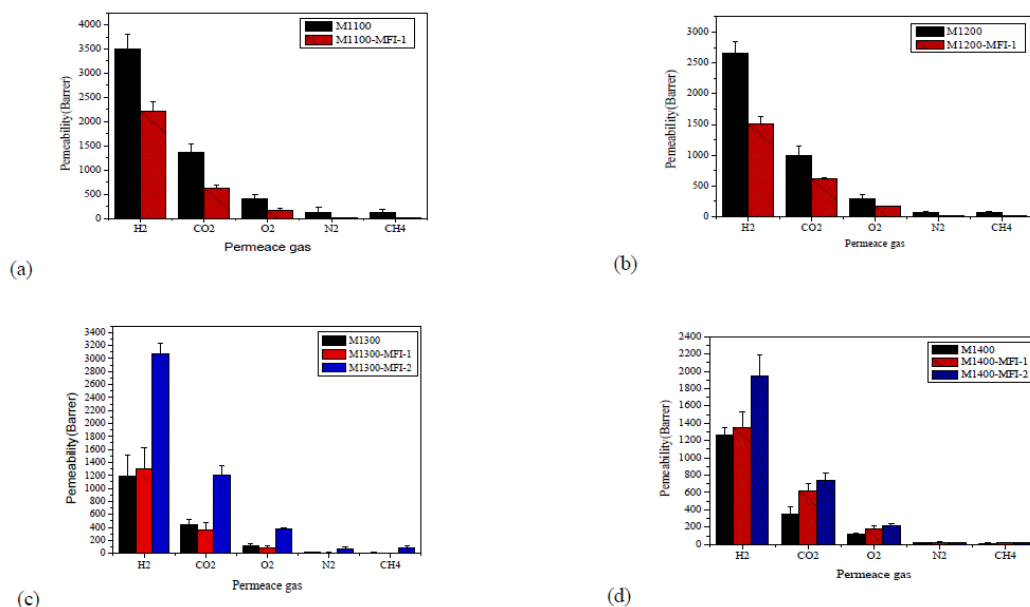 M1100
M1100-MFI-1
4000
3500
3000
2500
2000
1500
1000
500
0
Pemeability(Barrer)
H2 CO2 O2 N2 CH4
Permeace gas
(a)
M1200
M1200-MFI-1
3000
2500
2000
1500
1000
500
0
Pemeability(Barrer)
H2 CO2 O2 N2 CH4
Permeace gas
(b)
M1300
M1300-MFI-1
M1300-MFI-2
3400
3200
3000
2800
2600
2400
2200
2000
1800
1600
1400
1200
1000
800
600
400
200
0
Pemeability(Barrer)
H2 CO2 O2 N2 CH4
Permeace gas
(c)
M1400
M1400-MFI-1
M1400-MFI-2
2400
2200
2000
1800
1600
1400
1200
1000
800
600
400
200
0
Pemeability(Barrer)
H2 CO2 O2 N2 CH4
Permeace gas
(d)